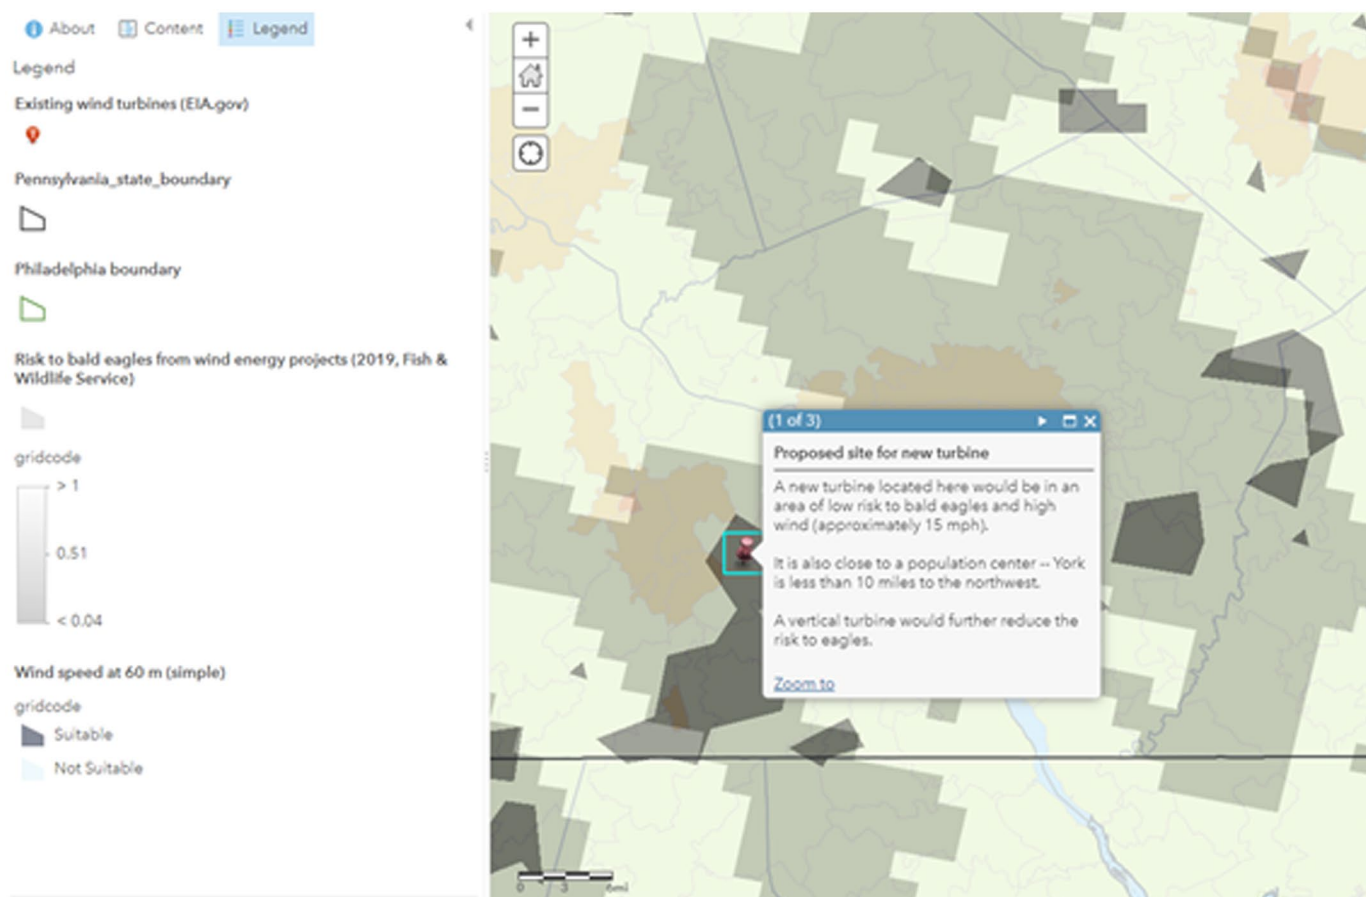 About Content Legend
Legend
Existing wind turbines (EIA.gov)
Pennsylvania_state_boundary
Philadelphia boundary
Risk to bald eagles from wind energy projects (2019, Fish &
Wildlife Service)
gridcode
> 1
0.51
< 0.04
Wind speed at 60 m (simple)
gridcode
Suitable
Not Suitable
(1 of 3)
Proposed site for new turbine
A new turbine located here would be in an
area of low risk to bald eagles and high
wind (approximately 15 mph).
It is also close to a population center -- York
is less than 10 miles to the northwest.
A vertical turbine would further reduce the
risk to eagles.
Zoom to
0 3 6mi